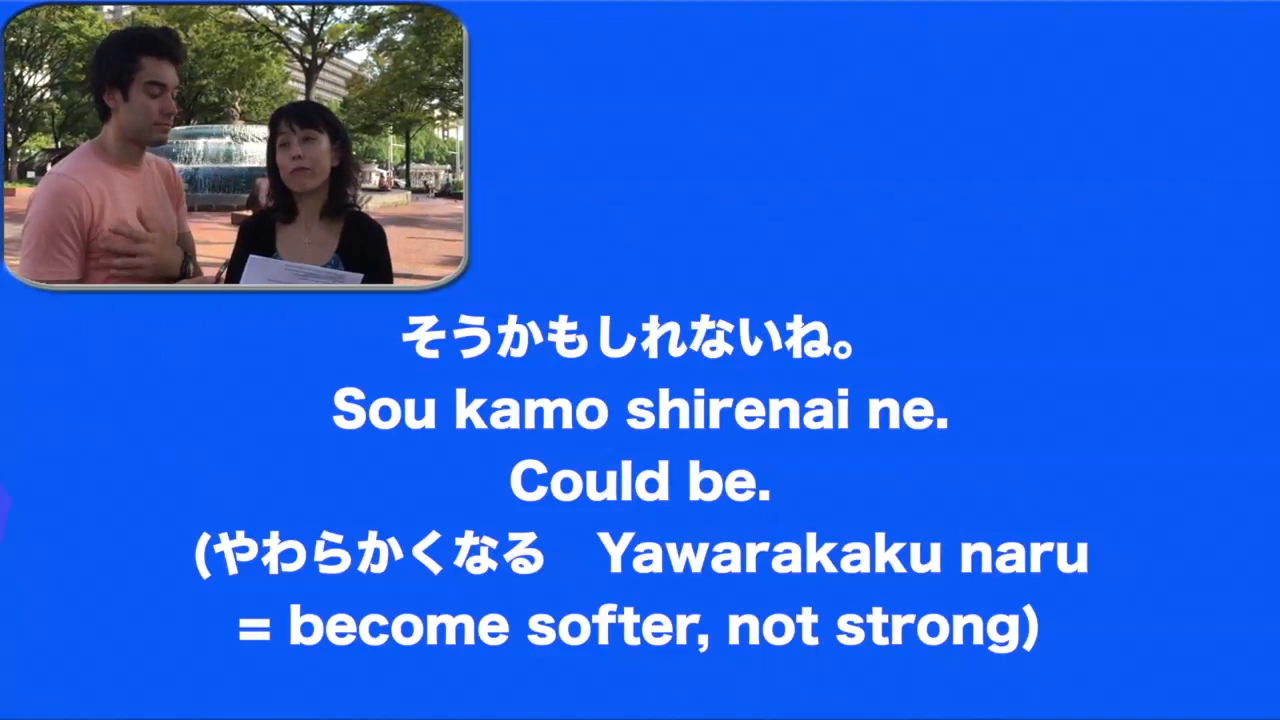 そうかもしれないね。
Sou kamo shirenai ne.
Could be.
(やわらかくなる　Yawarakaku naru
= become softer, not strong)